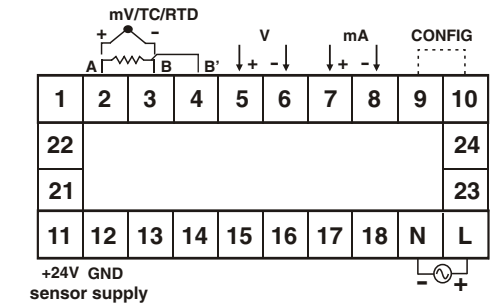 mV/TC/RTD
+ - V mA CONFIG
A B B' + - + -
1 2 3 4 5 6 7 8 9 10
22 24
21 23
11 12 13 14 15 16 17 18 N L
+24V GND - +
sensor supply